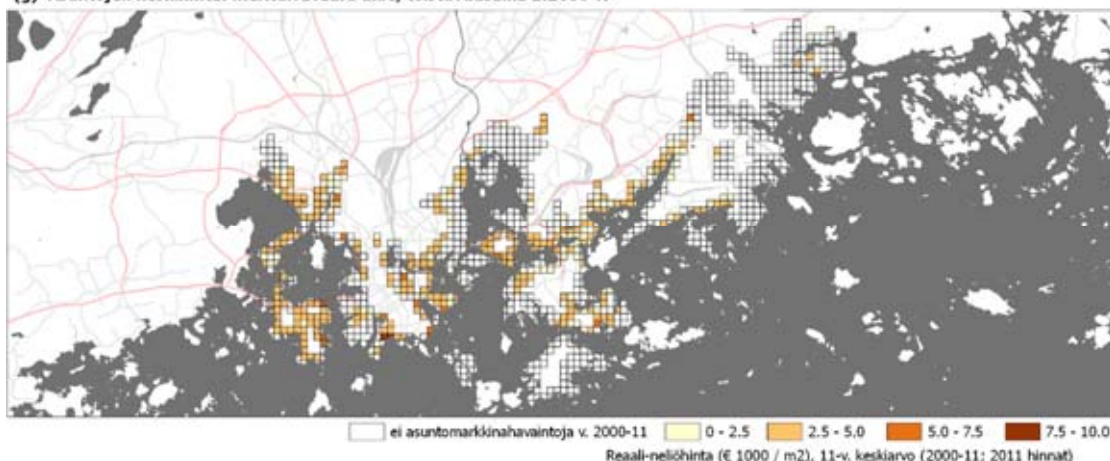 ei asuntomarkkinahavaintoja v. 2000-11 0 - 2.5 2.5 - 5.0 5.0 - 7.5 7.5 - 10.0
Reaali-neliöhinta (€ 1000 / m2), 11-v. keskiarvo (2000-11; 2011 hinnat)